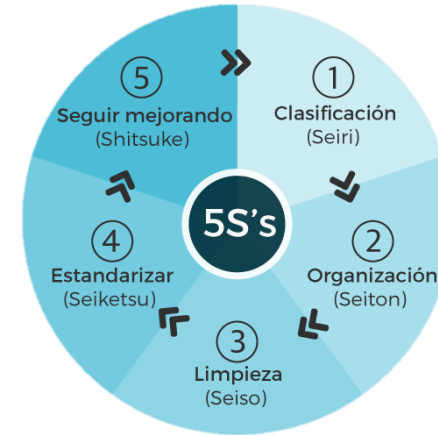 5S's
1
Clasificación
(Seiri)
2
Organización
(Seiton)
3
Limpieza
(Seiso)
4
Estandarizar
(Seiketsu)
5
Seguir mejorando
(Shitsuke)